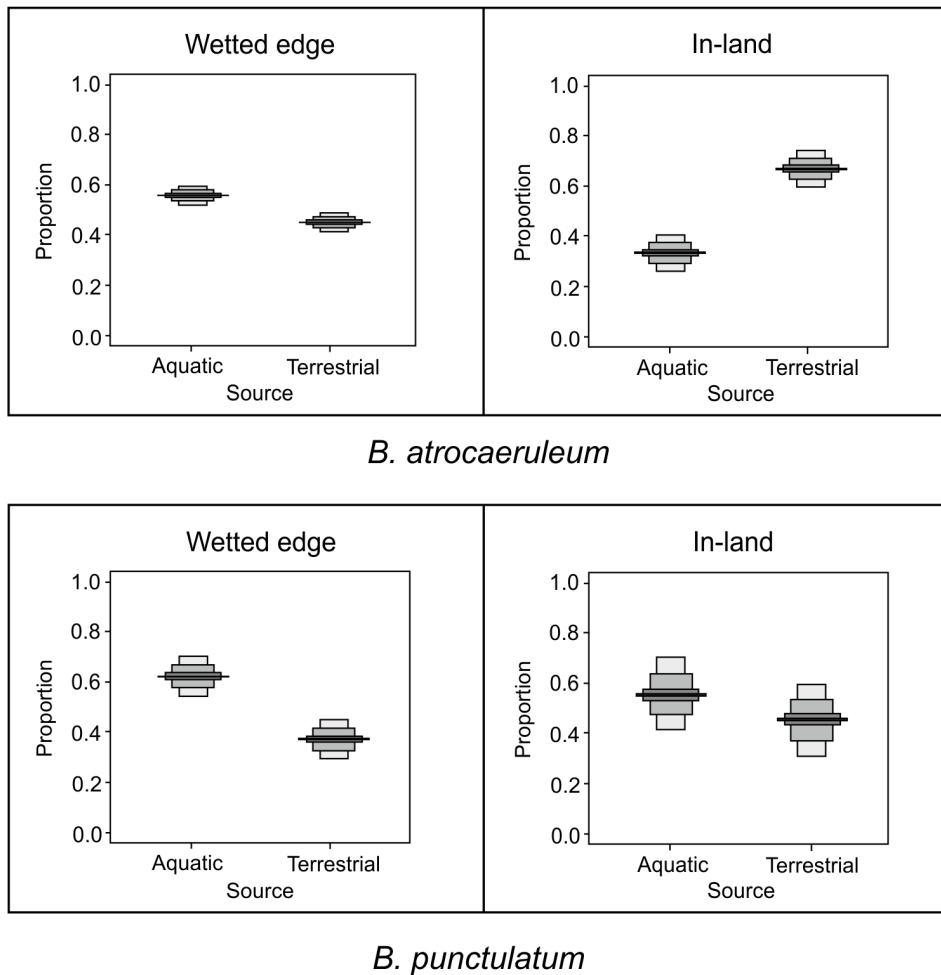 Wetted edge
1.0
0.8
0.6
0.4
0.2
0.0
Proportion
Aquatic Terrestrial
Source
In-land
1.0
0.8
0.6
0.4
0.2
0.0
Proportion
Aquatic Terrestrial
Source
B. atrocaeruleum
Wetted edge
1.0
0.8
0.6
0.4
0.2
0.0
Proportion
Aquatic Terrestrial
Source
In-land
1.0
0.8
0.6
0.4
0.2
0.0
Proportion
Aquatic Terrestrial
Source
B. punctulatum